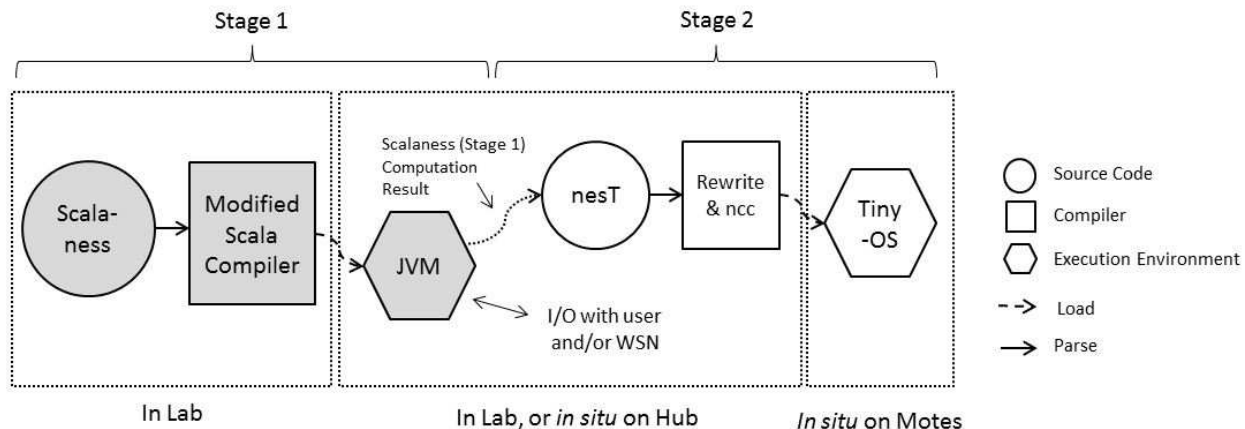 Stage 1
Stage 2
Scala-
ness
Modified
Scala
Compiler
Scalaness (Stage 1)
Computation
Result
JVM
I/O with user
and/or WSN
nesT
Rewrite
& ncc
Tiny
-OS
Source Code
Compiler
Execution Environment
Load
Parse
In Lab
In Lab, or in situ on Hub
In situ on Motes